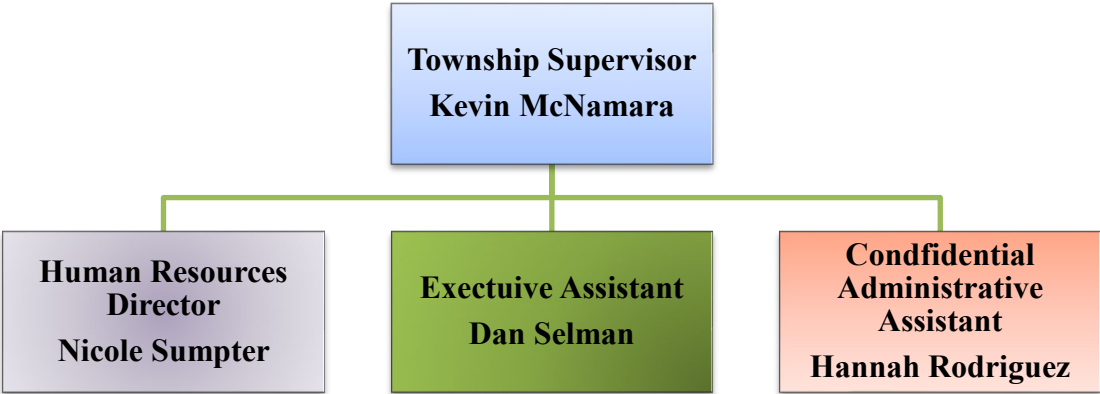 Township Supervisor
Kevin McNamara
Human Resources
Director
Nicole Sumpter
Exectuive Assistant
Dan Selman
Condfidential
Administrative
Assistant
Hannah Rodriguez